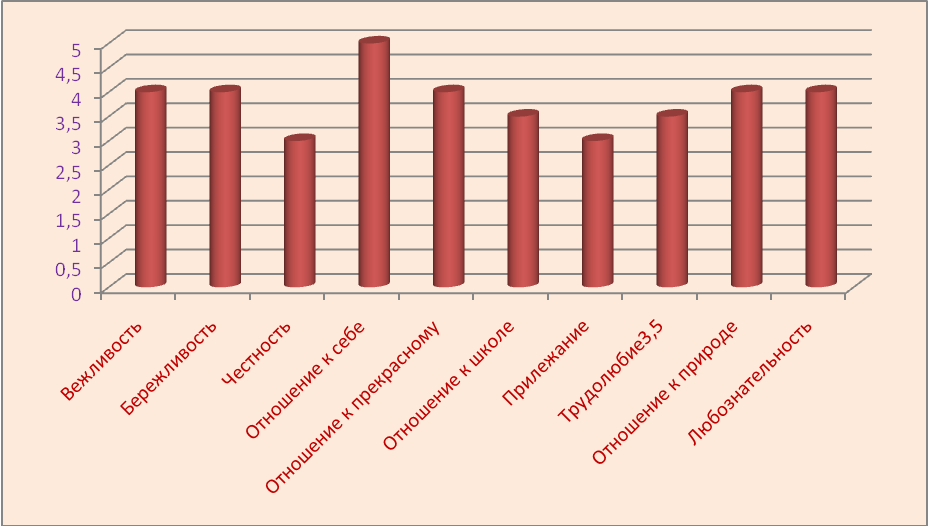 5
4,5
4
3,5
3
2,5
2
1,5
1
0,5
0
Вежливость
Бережливость
Честность
Отношение к себе
Отношение к прекрасному
Отношение к школе
Прилежание
Трудолюбие3,5
Отношение к природе
Любознательность